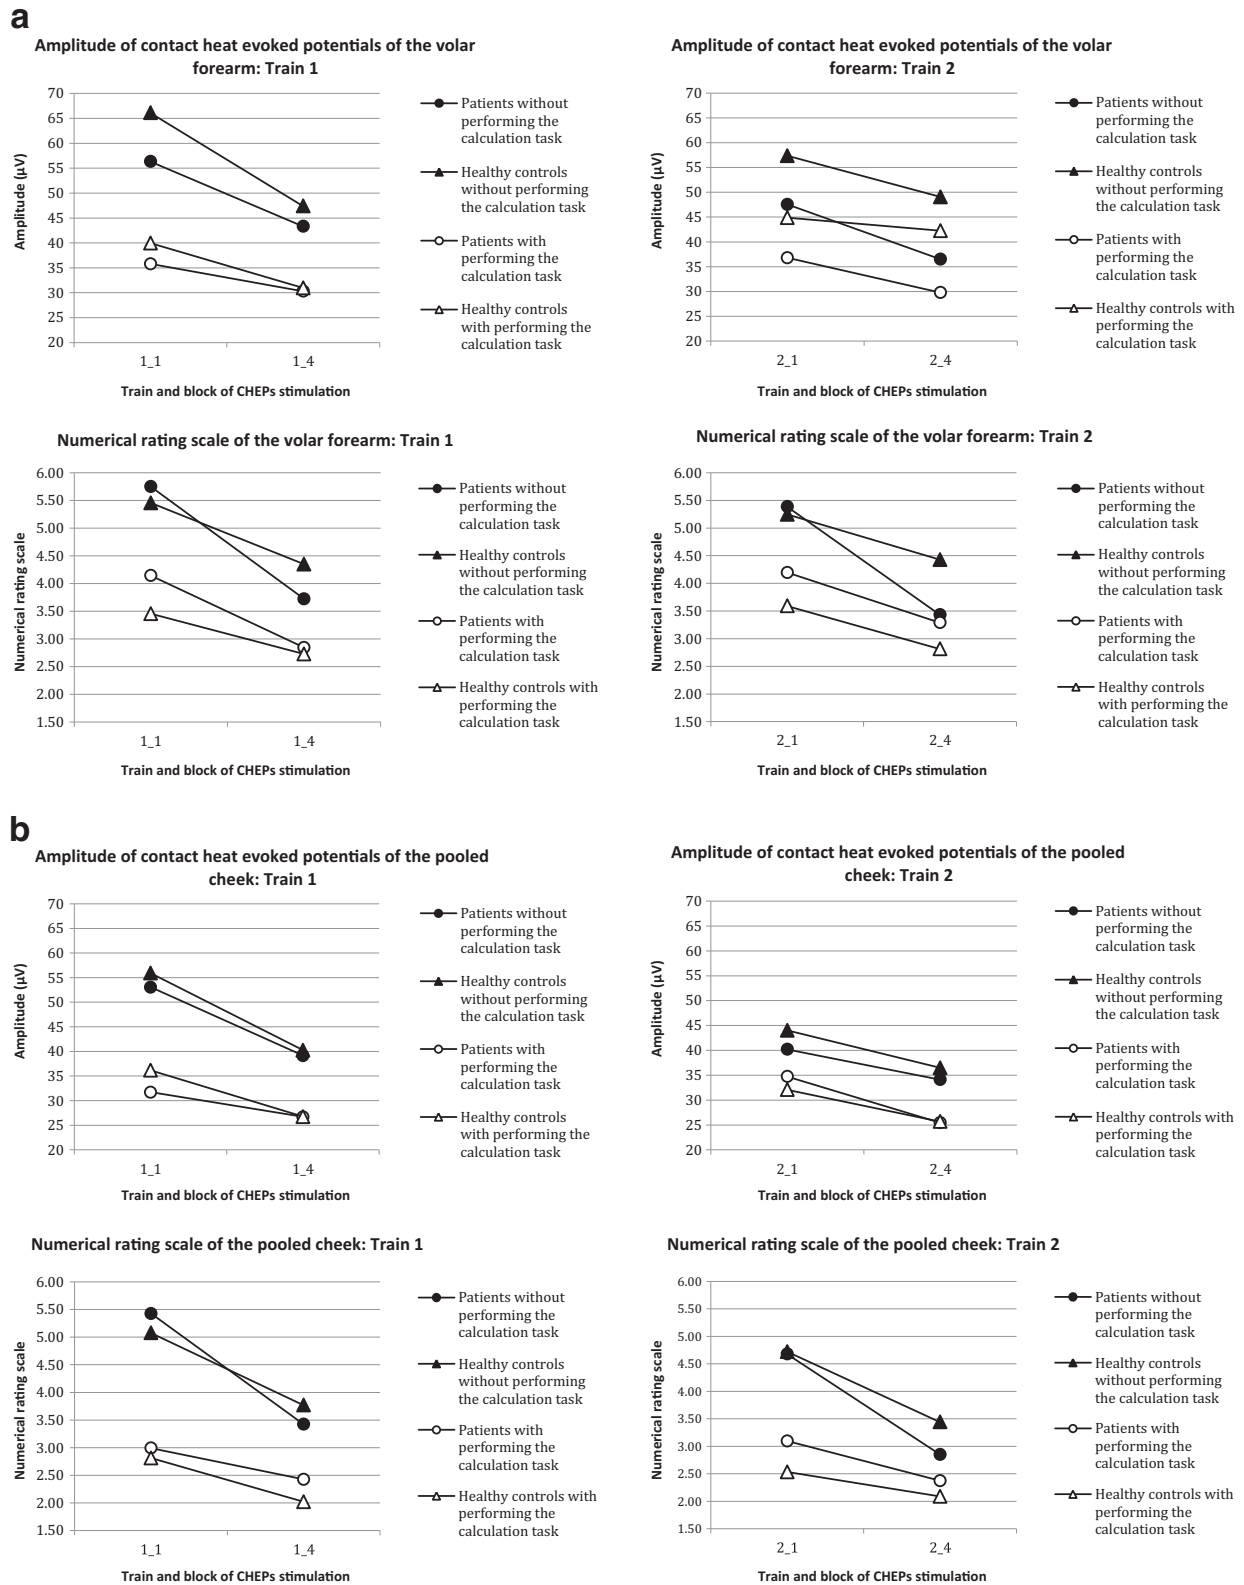 a
Amplitude of contact heat evoked potentials of the volar
forearm: Train 1
70
65
60
55
50
45
40
35
30
25
20
Amplitude (µV)
1_1
1_4
Train and block of CHEPs stimulation
Patients without
performing the
calculation task
Healthy controls
without performing
the calculation task
Patients with
performing the
calculation task
Healthy controls
with performing the
calculation task
Amplitude of contact heat evoked potentials of the volar
forearm: Train 2
70
65
60
55
50
45
40
35
30
25
20
Amplitude (µV)
2_1
2_4
Train and block of CHEPs stimulation
Patients without
performing the
calculation task
Healthy controls
without performing
the calculation task
Patients with
performing the
calculation task
Healthy controls with
performing the
calculation task
Numerical rating scale of the volar forearm: Train 1
6.00
5.50
5.00
4.50
4.00
3.50
3.00
2.50
2.00
1.50
Numerical rating scale
1_1
1_4
Train and block of CHEPs stimulation
Patients without
performing the
calculation task
Healthy controls
without performing
the calculation task
Patients with
performing the
calculation task
Healthy controls with
performing the
calculation task
Numerical rating scale of the volar forearm: Train 2
6.00
5.50
5.00
4.50
4.00
3.50
3.00
2.50
2.00
1.50
Numerical rating scale
2_1
2_4
Train and block of CHEPs stimulation
Patients without
performing the
calculation task
Healthy controls
without performing
the calculation task
Patients with
performing the
calculation task
Healthy controls
with performing the
calculation task
b
Amplitude of contact heat evoked potentials of the pooled
cheek: Train 1
70
65
60
55
50
45
40
35
30
25
20
Amplitude (µV)
1_1
1_4
Train and block of CHEPs stimulation
Patients without
performing the
calculation task
Healthy controls
without performing
the calculation task
Patients with
performing the
calculation task
Healthy controls
with performing the
calculation task
Amplitude of contact heat evoked potentials of the pooled
cheek: Train 2
70
65
60
55
50
45
40
35
30
25
20
Amplitude (µV)
2_1
2_4
Train and block of CHEPs stimulation
Patients without
performing the
calculation task
Healthy controls
without performing
the calculation task
Patients with
performing the
calculation task
Healthy controls with
performing the
calculation task
Numerical rating scale of the pooled cheek: Train 1
6.00
5.50
5.00
4.50
4.00
3.50
3.00
2.50
2.00
1.50
Numerical rating scale
1_1
1_4
Train and block of CHEPs stimulation
Patients without
performing the
calculation task
Healthy controls
without performing
the calculation task
Patients with
performing the
calculation task
Healthy controls with
performing the
calculation task
Numerical rating scale of the pooled cheek: Train 2
6.00
5.50
5.00
4.50
4.00
3.50
3.00
2.50
2.00
1.50
Numerical rating scale
2_1
2_4
Train and block of CHEPs stimulation
Patients without
performing the
calculation task
Healthy controls
without performing
the calculation task
Patients with
performing the
calculation task
Healthy controls with
performing the
calculation task